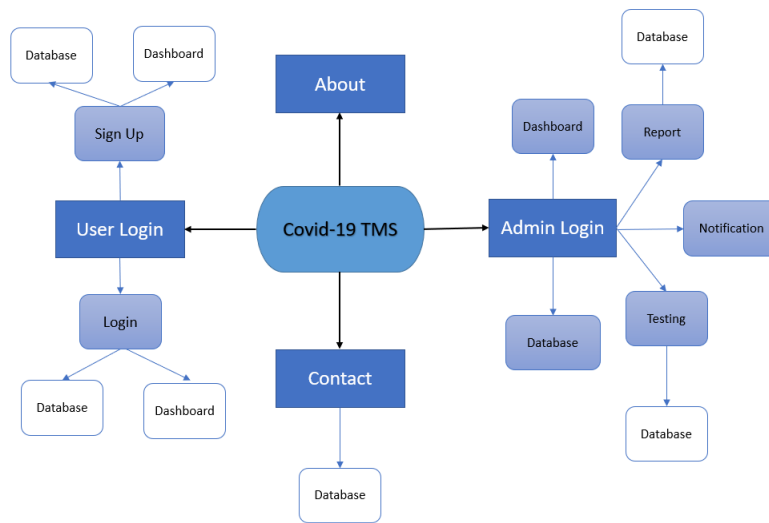 Database
Dashboard
Database
About
Dashboard
Sign Up
Report
User Login
Covid-19 TMS
Admin Login
Notification
Login
Testing
Database
Contact
Database
Dashboard
Database
Database